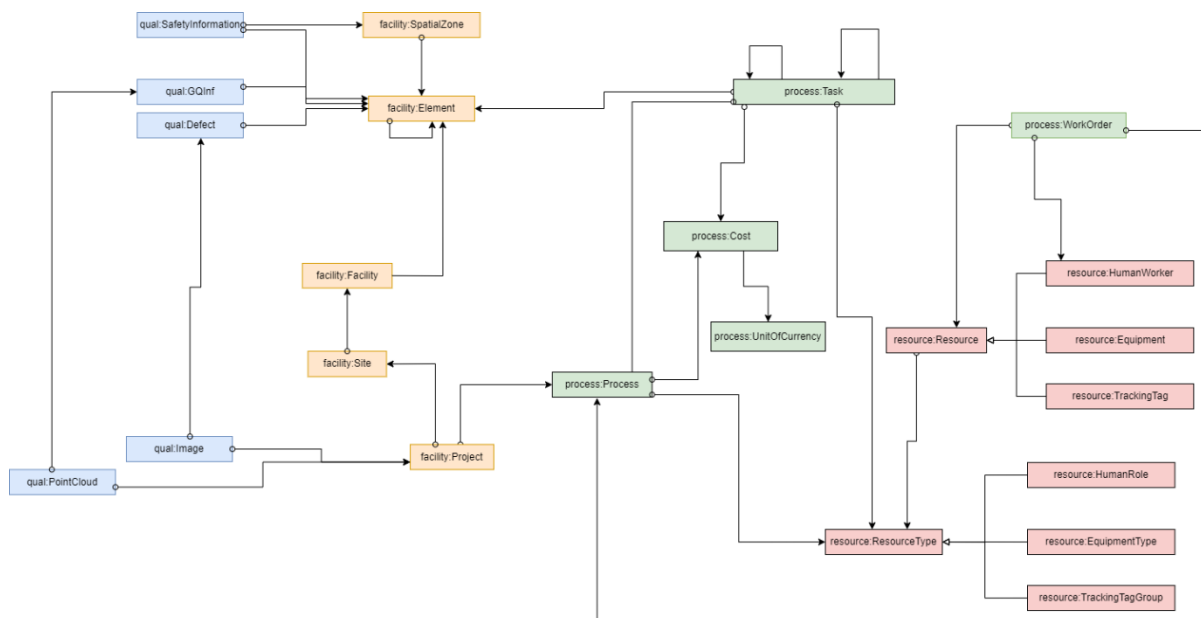 qual:SafetyInformation
facility:SpatialZone
qual:GQInf
facility:Element
process:Task
qual:Defect
process:WorkOrder
process:Cost
facility:Facility
resource:HumanWorker
process:UnitOfCurrency
resource:Resource
resource:Equipment
facility:Site
process:Process
resource:TrackingTag
qual:Image
facility:Project
qual:PointCloud
resource:HumanRole
resource:ResourceType
resource:EquipmentType
resource:TrackingTagGroup